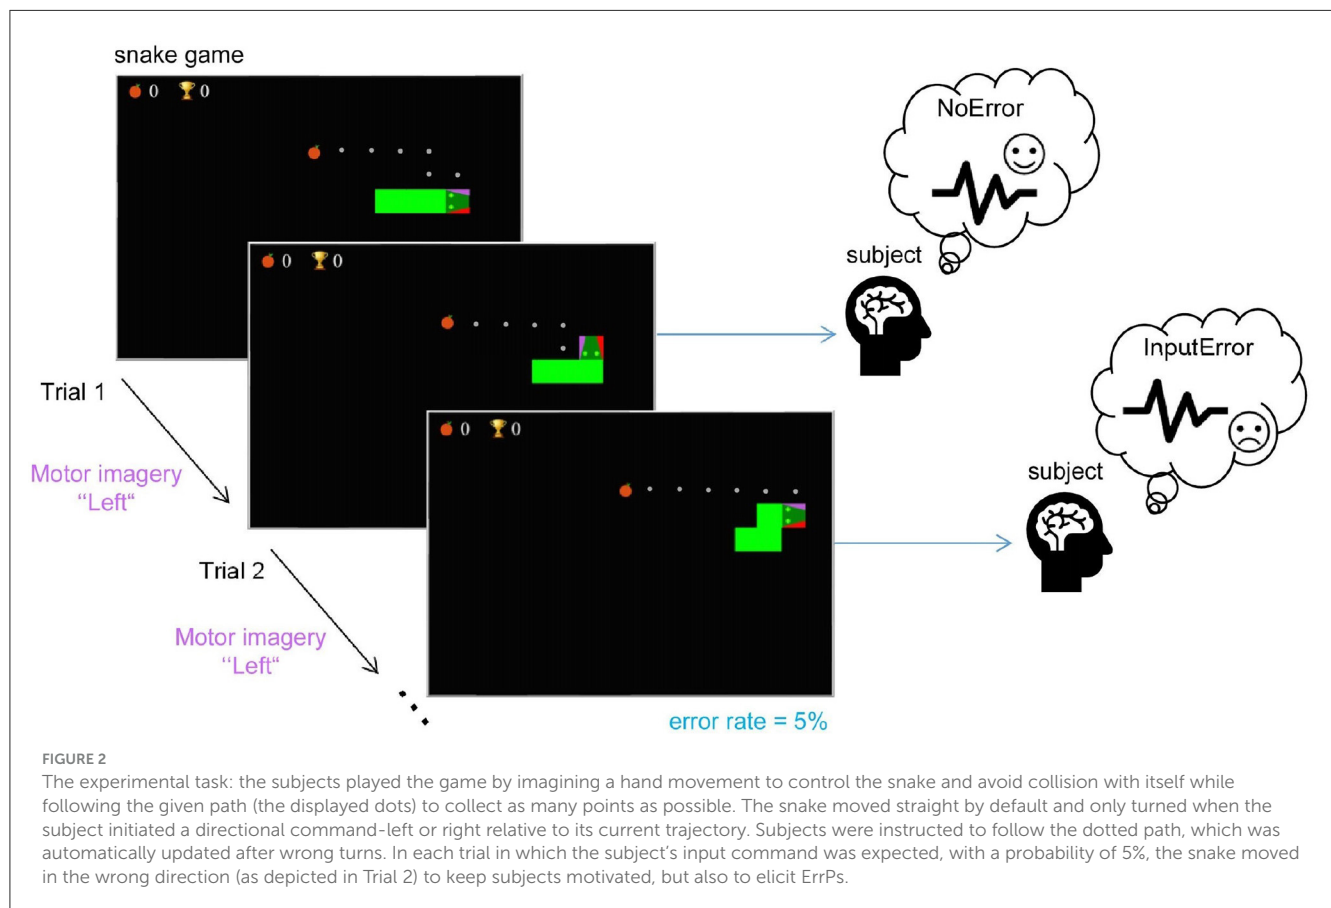 snake game
0 0
NoError
subject
0 0
InputError
Trial 1
0 0
Motor imagery
“Left“
subject
Trial 2
Motor imagery
“Left“
error rate = 5%
FIGURE 2
The experimental task: the subjects played the game by imagining a hand movement to control the snake and avoid collision with itself while
following the given path (the displayed dots) to collect as many points as possible. The snake moved straight by default and only turned when the
subject initiated a directional command-left or right relative to its current trajectory. Subjects were instructed to follow the dotted path, which was
automatically updated after wrong turns. In each trial in which the subject's input command was expected, with a probability of 5%, the snake moved
in the wrong direction (as depicted in Trial 2) to keep subjects motivated, but also to elicit ErrPs.